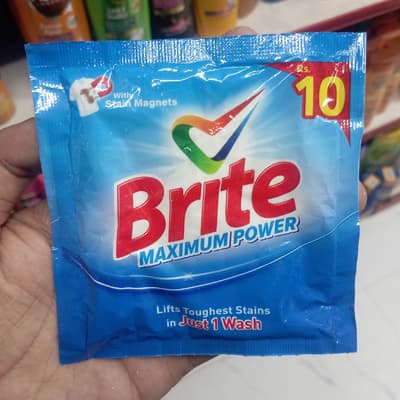 With
Stain Magnets
Rs.
10
Brite
MAXIMUM POWER
Lifts Toughest Stains
in Just 1 Wash